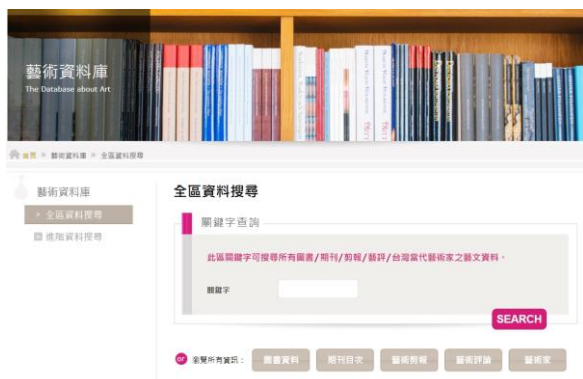 藝術資料庫
The Database about Art
首頁 » 藝術資料庫 » 全區資料搜尋
藝術資料庫
全區資料搜尋
進階資料搜尋
全區資料搜尋
關鍵字查詢
此區關鍵字可搜尋所有圖書/期刊/剪報/藝評/台灣當代藝術家之藝文資料。
關鍵字
SEARCH
or 瀏覽所有資訊： 圖書資料 期刊目次 藝術剪報 藝術評論 藝術家